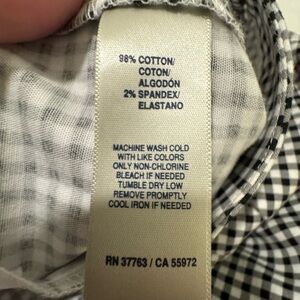 98% COTTON/
COTON/
ALGODÓN
2% SPANDEX/
ELASTANO
MACHINE WASH COLD
WITH LIKE COLORS
ONLY NON-CHLORINE
BLEACH IF NEEDED
TUMBLE DRY LOW
REMOVE PROMPTLY
COOL IRON IF NEEDED
RN 37763 / CA 55972